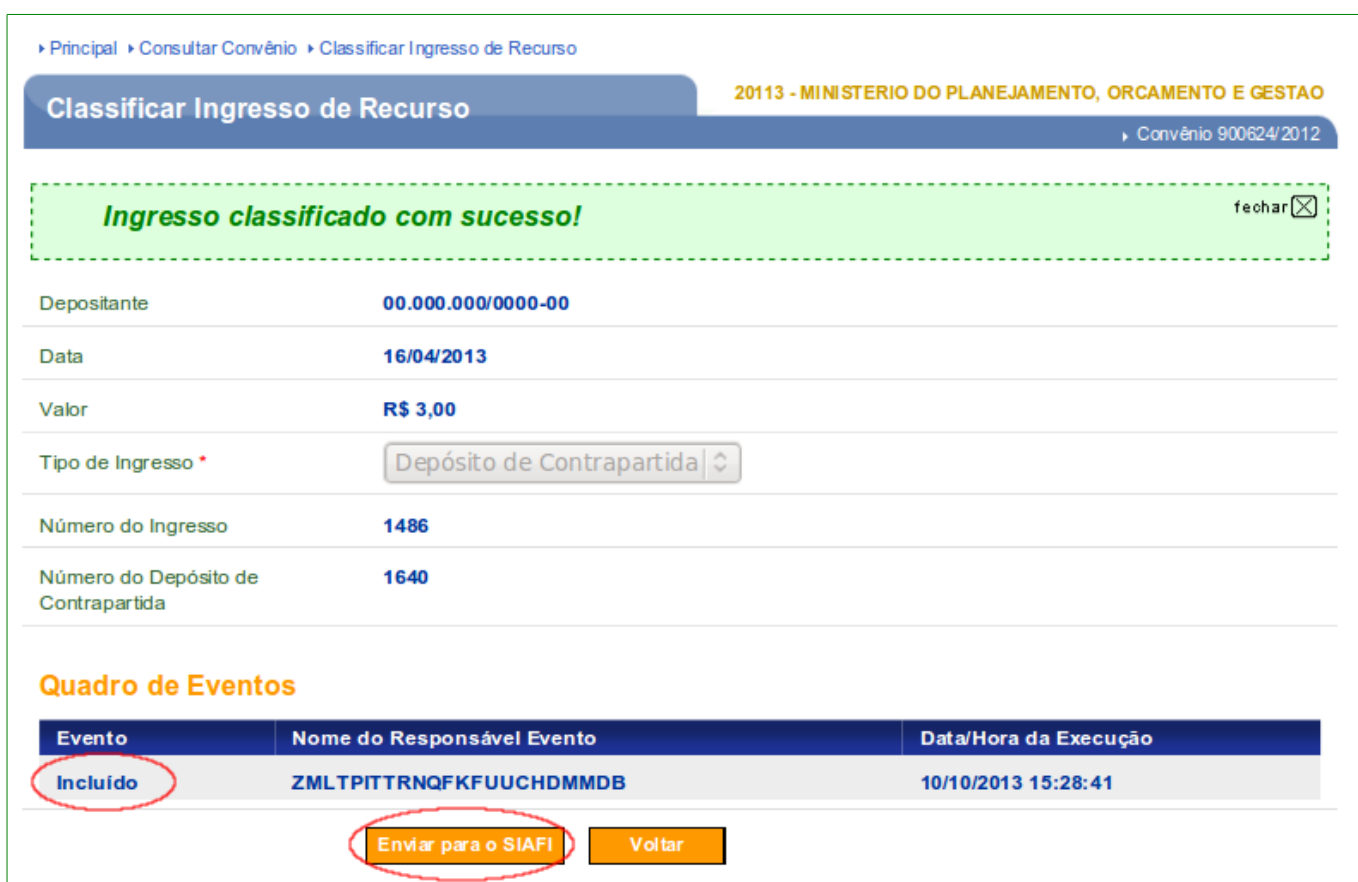 Principal Consultar Convênio Classificar Ingresso de Recurso
20113 - MINISTERIO DO PLANEJAMENTO, ORCAMENTO E GESTAO
Classificar Ingresso de Recurso
Convênio 900624/2012
Ingresso classificado com sucesso!
fechar
Depositante 00.000.000/0000-00
Data 16/04/2013
Valor R$ 3,00
Tipo de Ingresso * Depósito de Contrapartida
Número do Ingresso 1486
Número do Depósito de 1640
Contrapartida
Quadro de Eventos
Evento Nome do Responsável Evento Data/Hora da Execução
Incluído ZMLTPITTRNQFKFUUCHDMMDB 10/10/2013 15:28:41
Enviar para o SIAFI Voltar